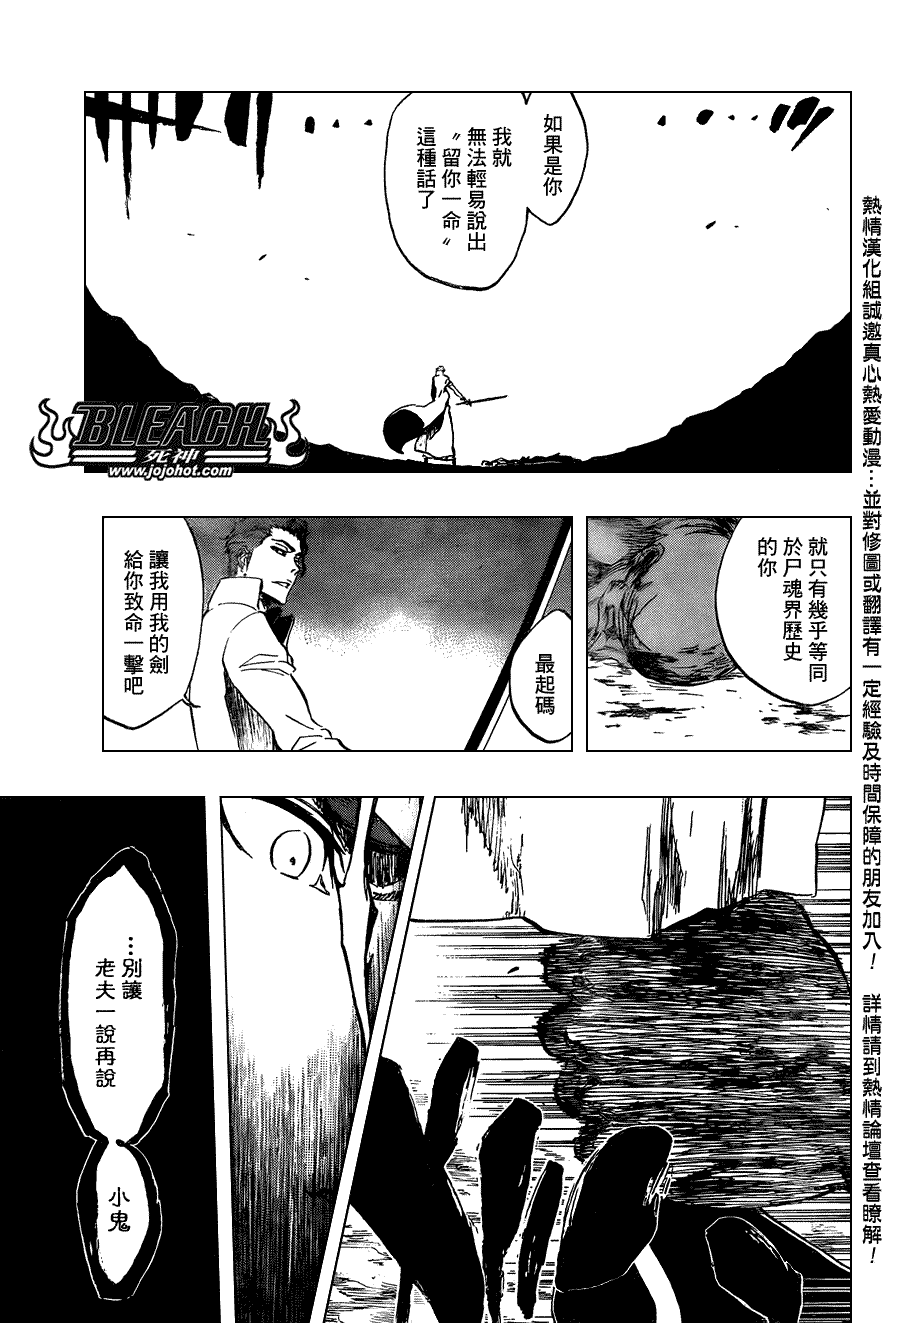 如果是你
我就
無法輕易說出
〝留你一命〞
這種話了
就只有幾乎等同
於尸魂界歷史
的你
最起碼
讓我用我的劍
給你致命一擊吧
…別讓
老夫一說再說
小鬼
BLEACH
死神
www.jojohot.com
熱情漢化組誠邀真心熱愛動漫…並對修圖或翻譯有一定經驗及時間保障的朋友加入！ 詳情請到熱情論壇查看瞭解！